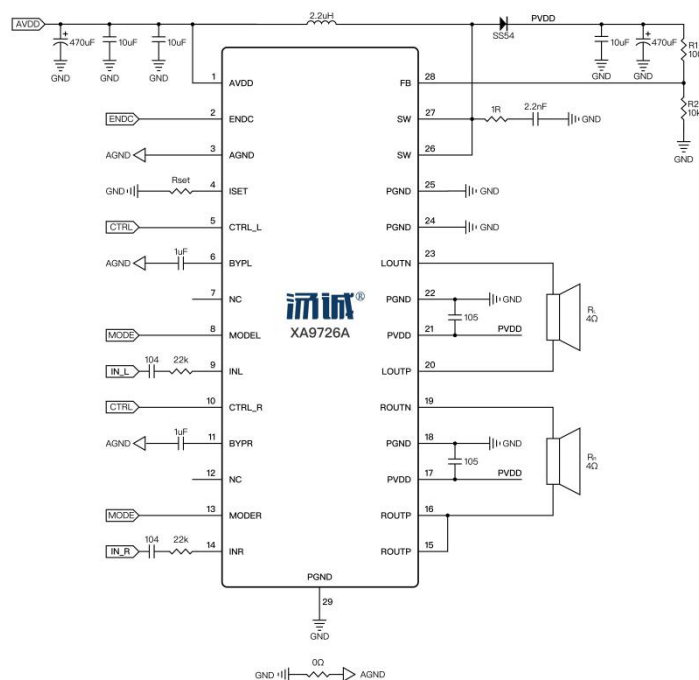 AVDD
470uF
10uF
10uF
2.2uH
SS54
PVDD
10uF
470uF
R1
GND
GND
GND
GND
GND
R2
10k
GND
1
AVDD
FB
28
ENDC
2
ENDC
SW
27
1R
2.2nF
GND
AGND
3
AGND
SW
26
GND
Rset
4
ISET
PGND
25
GND
CTRL
5
CTRL_L
PGND
24
GND
AGND
1uF
6
BYPL
LOUTN
23
7
NC
PGND
22
GND
105
汤诚®
XA9726A
MODE
8
MODEL
PVDD
21
PVDD
4Ω
IN_L
104
22k
9
INL
LOUTP
20
CTRL
10
CTRL_R
ROUTN
19
AGND
1uF
11
BYPR
PGND
18
GND
105
12
NC
PVDD
17
PVDD
4Ω
MODE
13
MODER
ROUTP
16
IN_R
104
22k
14
INR
ROUTP
15
PGND
29
GND
GND
0Ω
AGND